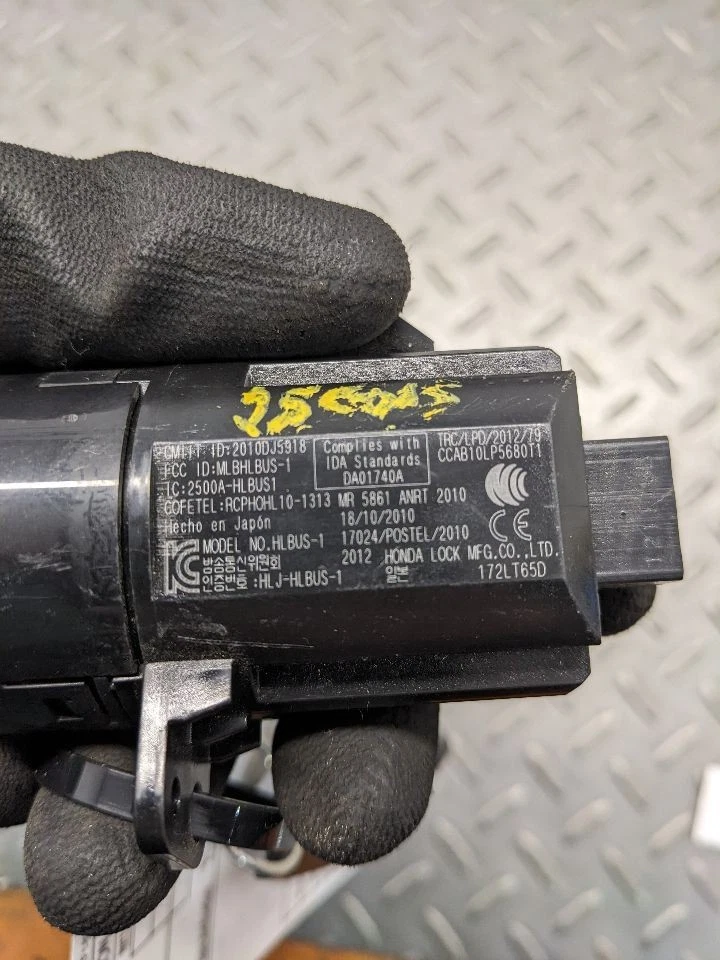 25 cous
CMIIT ID:2010DJ5918
FCC ID:MLBHLBUS-1
IC:2500A-HLBUS1
COFETEL:RCPHOHL10-1313
Hecho en Japón
MODEL NO.HLBUS-1
방송통신위원회
인증번호:HLJ-HLBUS-1
Complies with
IDA Standards
DA01740A
MR 5861 ANRT 2010
18/10/2010
17024/POSTEL/2010
2012 HONDA LOCK MFG.CO.,LTD.
일본 172LT65D
TRC/LPD/2012/79
CCAB10LP5680T1
CE